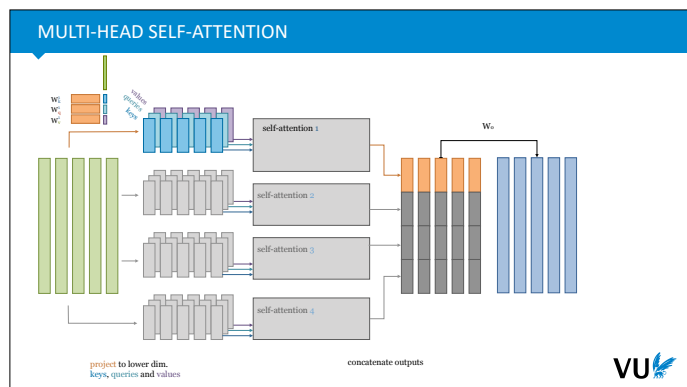 MULTI-HEAD SELF-ATTENTION
values
queries
keys
self-attention 1
Wₒ
self-attention 2
self-attention 3
self-attention 4
project to lower dim.
keys, queries and values
concatenate outputs
VU